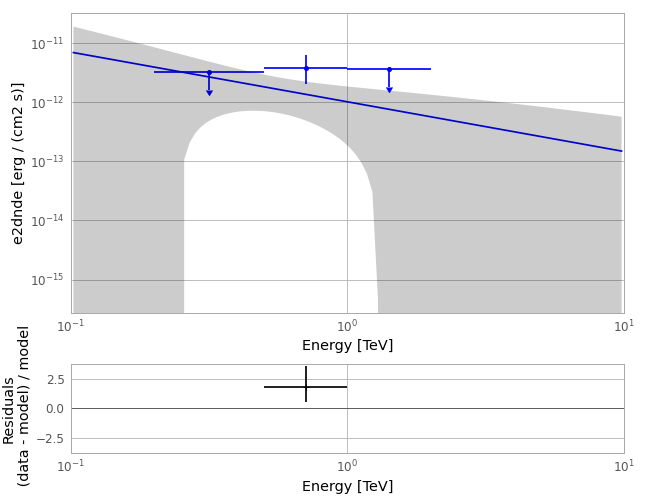 10⁻¹¹
10⁻¹²
10⁻¹³
10⁻¹⁴
10⁻¹⁵
e2dnde [erg / (cm2 s)]
10⁻¹ 10⁰ 10¹
Energy [TeV]
2.5
0.0
−2.5
Residuals
(data - model) / model
10⁻¹ 10⁰ 10¹
Energy [TeV]